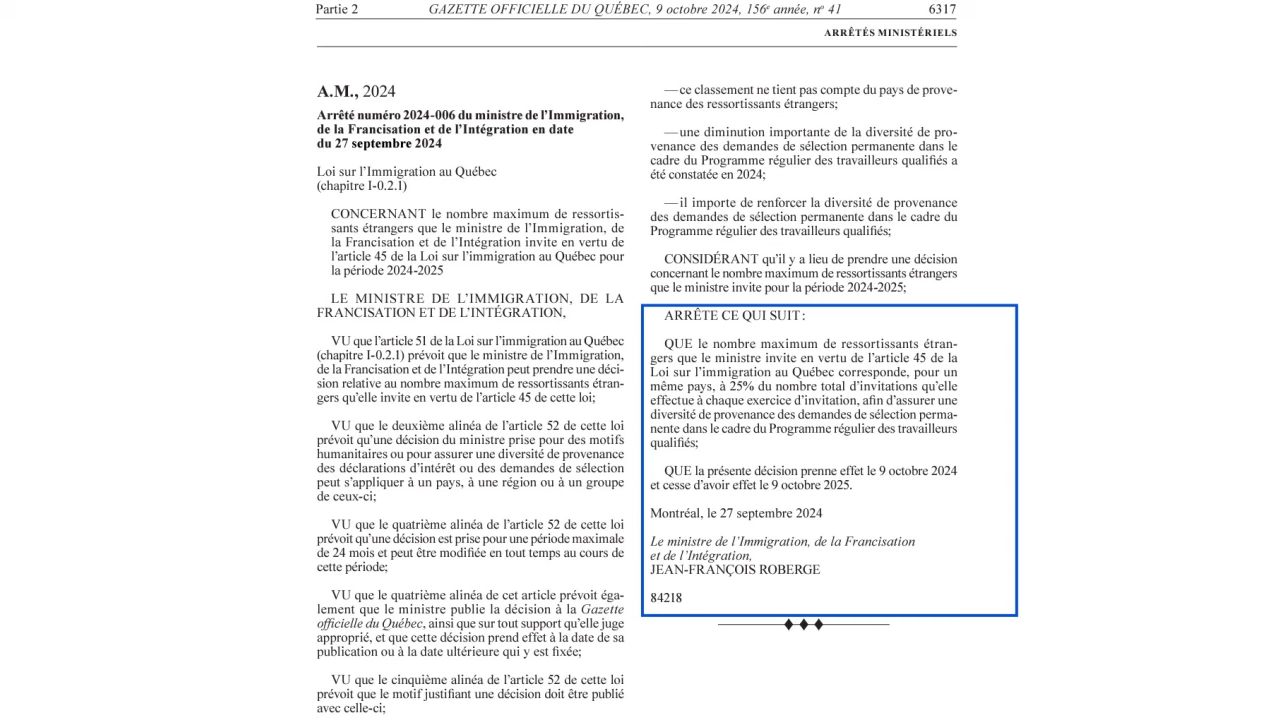 Partie 2
GAZETTE OFFICIELLE DU QUÉBEC, 9 octobre 2024, 156e année, no 41
6317
ARRÊTÉS MINISTÉRIELS
A.M., 2024
Arrêté numéro 2024-006 du ministre de l’Immigration,
de la Francisation et de l’Intégration en date
du 27 septembre 2024
Loi sur l’Immigration au Québec
(chapitre I-0.2.1)
CONCERNANT le nombre maximum de ressortis-
sants étrangers que le ministre de l’Immigration, de
la Francisation et de l’Intégration invite en vertu de
l’article 45 de la Loi sur l’immigration au Québec pour
la période 2024-2025
LE MINISTRE DE L’IMMIGRATION, DE LA
FRANCISATION ET DE L’INTÉGRATION,
VU que l’article 51 de la Loi sur l’immigration au Québec
(chapitre I-0.2.1) prévoit que le ministre de l’Immigration,
de la Francisation et de l’Intégration peut prendre une déci-
sion relative au nombre maximum de ressortissants étran-
gers qu’elle invite en vertu de l’article 45 de cette loi;
VU que le deuxième alinéa de l’article 52 de cette loi
prévoit qu’une décision du ministre prise pour des motifs
humanitaires ou pour assurer une diversité de provenance
des déclarations d’intérêt ou des demandes de sélection
peut s’appliquer à un pays, à une région ou à un groupe
de ceux-ci;
VU que le quatrième alinéa de l’article 52 de cette loi
prévoit qu’une décision est prise pour une période maximale
de 24 mois et peut être modifiée en tout temps au cours de
cette période;
VU que le quatrième alinéa de cet article prévoit éga-
lement que le ministre publie la décision à la Gazette
officielle du Québec, ainsi que sur tout support qu’elle juge
approprié, et que cette décision prend effet à la date de sa
publication ou à la date ultérieure qui y est fixée;
VU que le cinquième alinéa de l’article 52 de cette loi
prévoit que le motif justifiant une décision doit être publié
avec celle-ci;
— ce classement ne tient pas compte du pays de prove-
nance des ressortissants étrangers;
— une diminution importante de la diversité de pro-
venance des demandes de sélection permanente dans le
cadre du Programme régulier des travailleurs qualifiés a
été constatée en 2024;
— il importe de renforcer la diversité de provenance
des demandes de sélection permanente dans le cadre du
Programme régulier des travailleurs qualifiés;
CONSIDÉRANT qu’il y a lieu de prendre une décision
concernant le nombre maximum de ressortissants étrangers
que le ministre invite pour la période 2024-2025;
ARRÊTE CE QUI SUIT :
QUE le nombre maximum de ressortissants étran-
gers que le ministre invite en vertu de l’article 45 de la
Loi sur l’immigration au Québec corresponde, pour un
même pays, à 25% du nombre total d’invitations qu’elle
effectue à chaque exercice d’invitation, afin d’assurer une
diversité de provenance des demandes de sélection perma-
nente dans le cadre du Programme régulier des travailleurs
qualifiés;
QUE la présente décision prenne effet le 9 octobre 2024
et cesse d’avoir effet le 9 octobre 2025.
Montréal, le 27 septembre 2024
Le ministre de l’Immigration, de la Francisation
et de l’Intégration,
JEAN-FRANÇOIS ROBERGE
84218